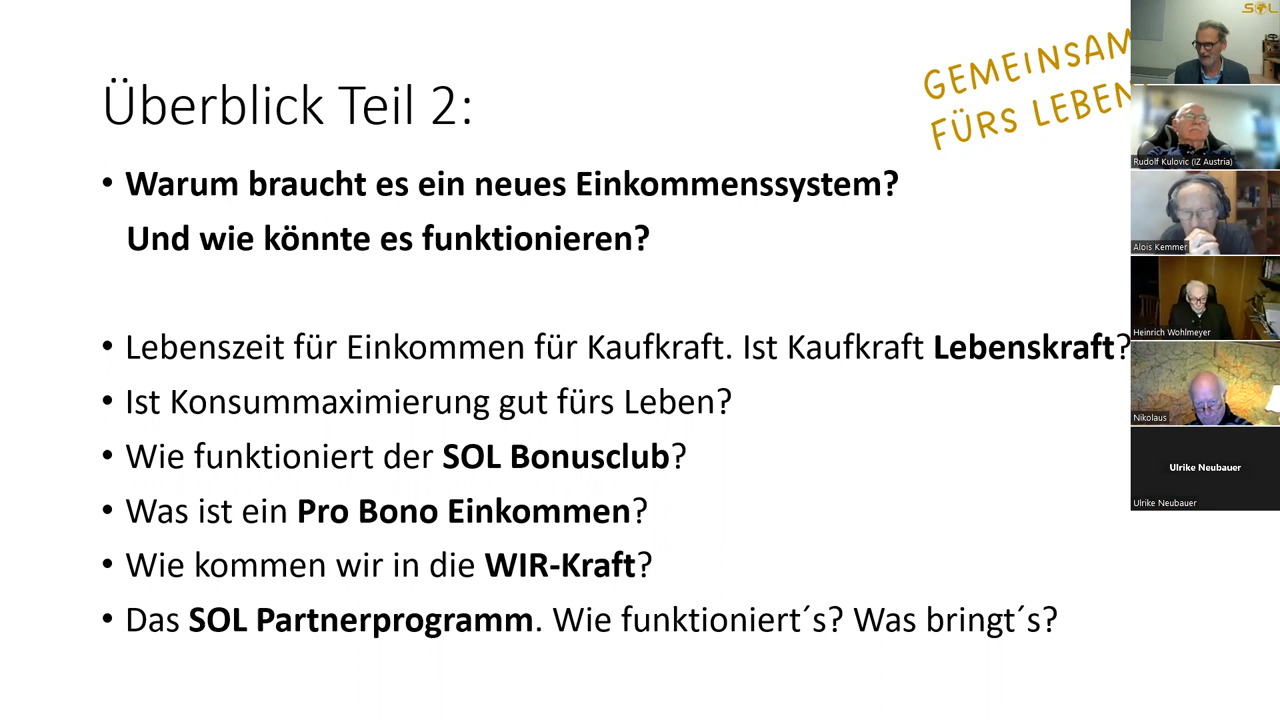 Überblick Teil 2:
GEMEINSAM
FÜRS LEBEN
• Warum braucht es ein neues Einkommenssystem?
Und wie könnte es funktionieren?
• Lebenszeit für Einkommen für Kaufkraft. Ist Kaufkraft Lebenskraft?
• Ist Konsummaximierung gut fürs Leben?
• Wie funktioniert der SOL Bonusclub?
• Was ist ein Pro Bono Einkommen?
• Wie kommen wir in die WIR-Kraft?
• Das SOL Partnerprogramm. Wie funktioniert´s? Was bringt´s?
SOL
Rudolf Kulovic (IZ Austria)
Alois Kemmer
Heinrich Wohlmeyer
Nikolaus
Ulrike Neubauer
Ulrike Neubauer